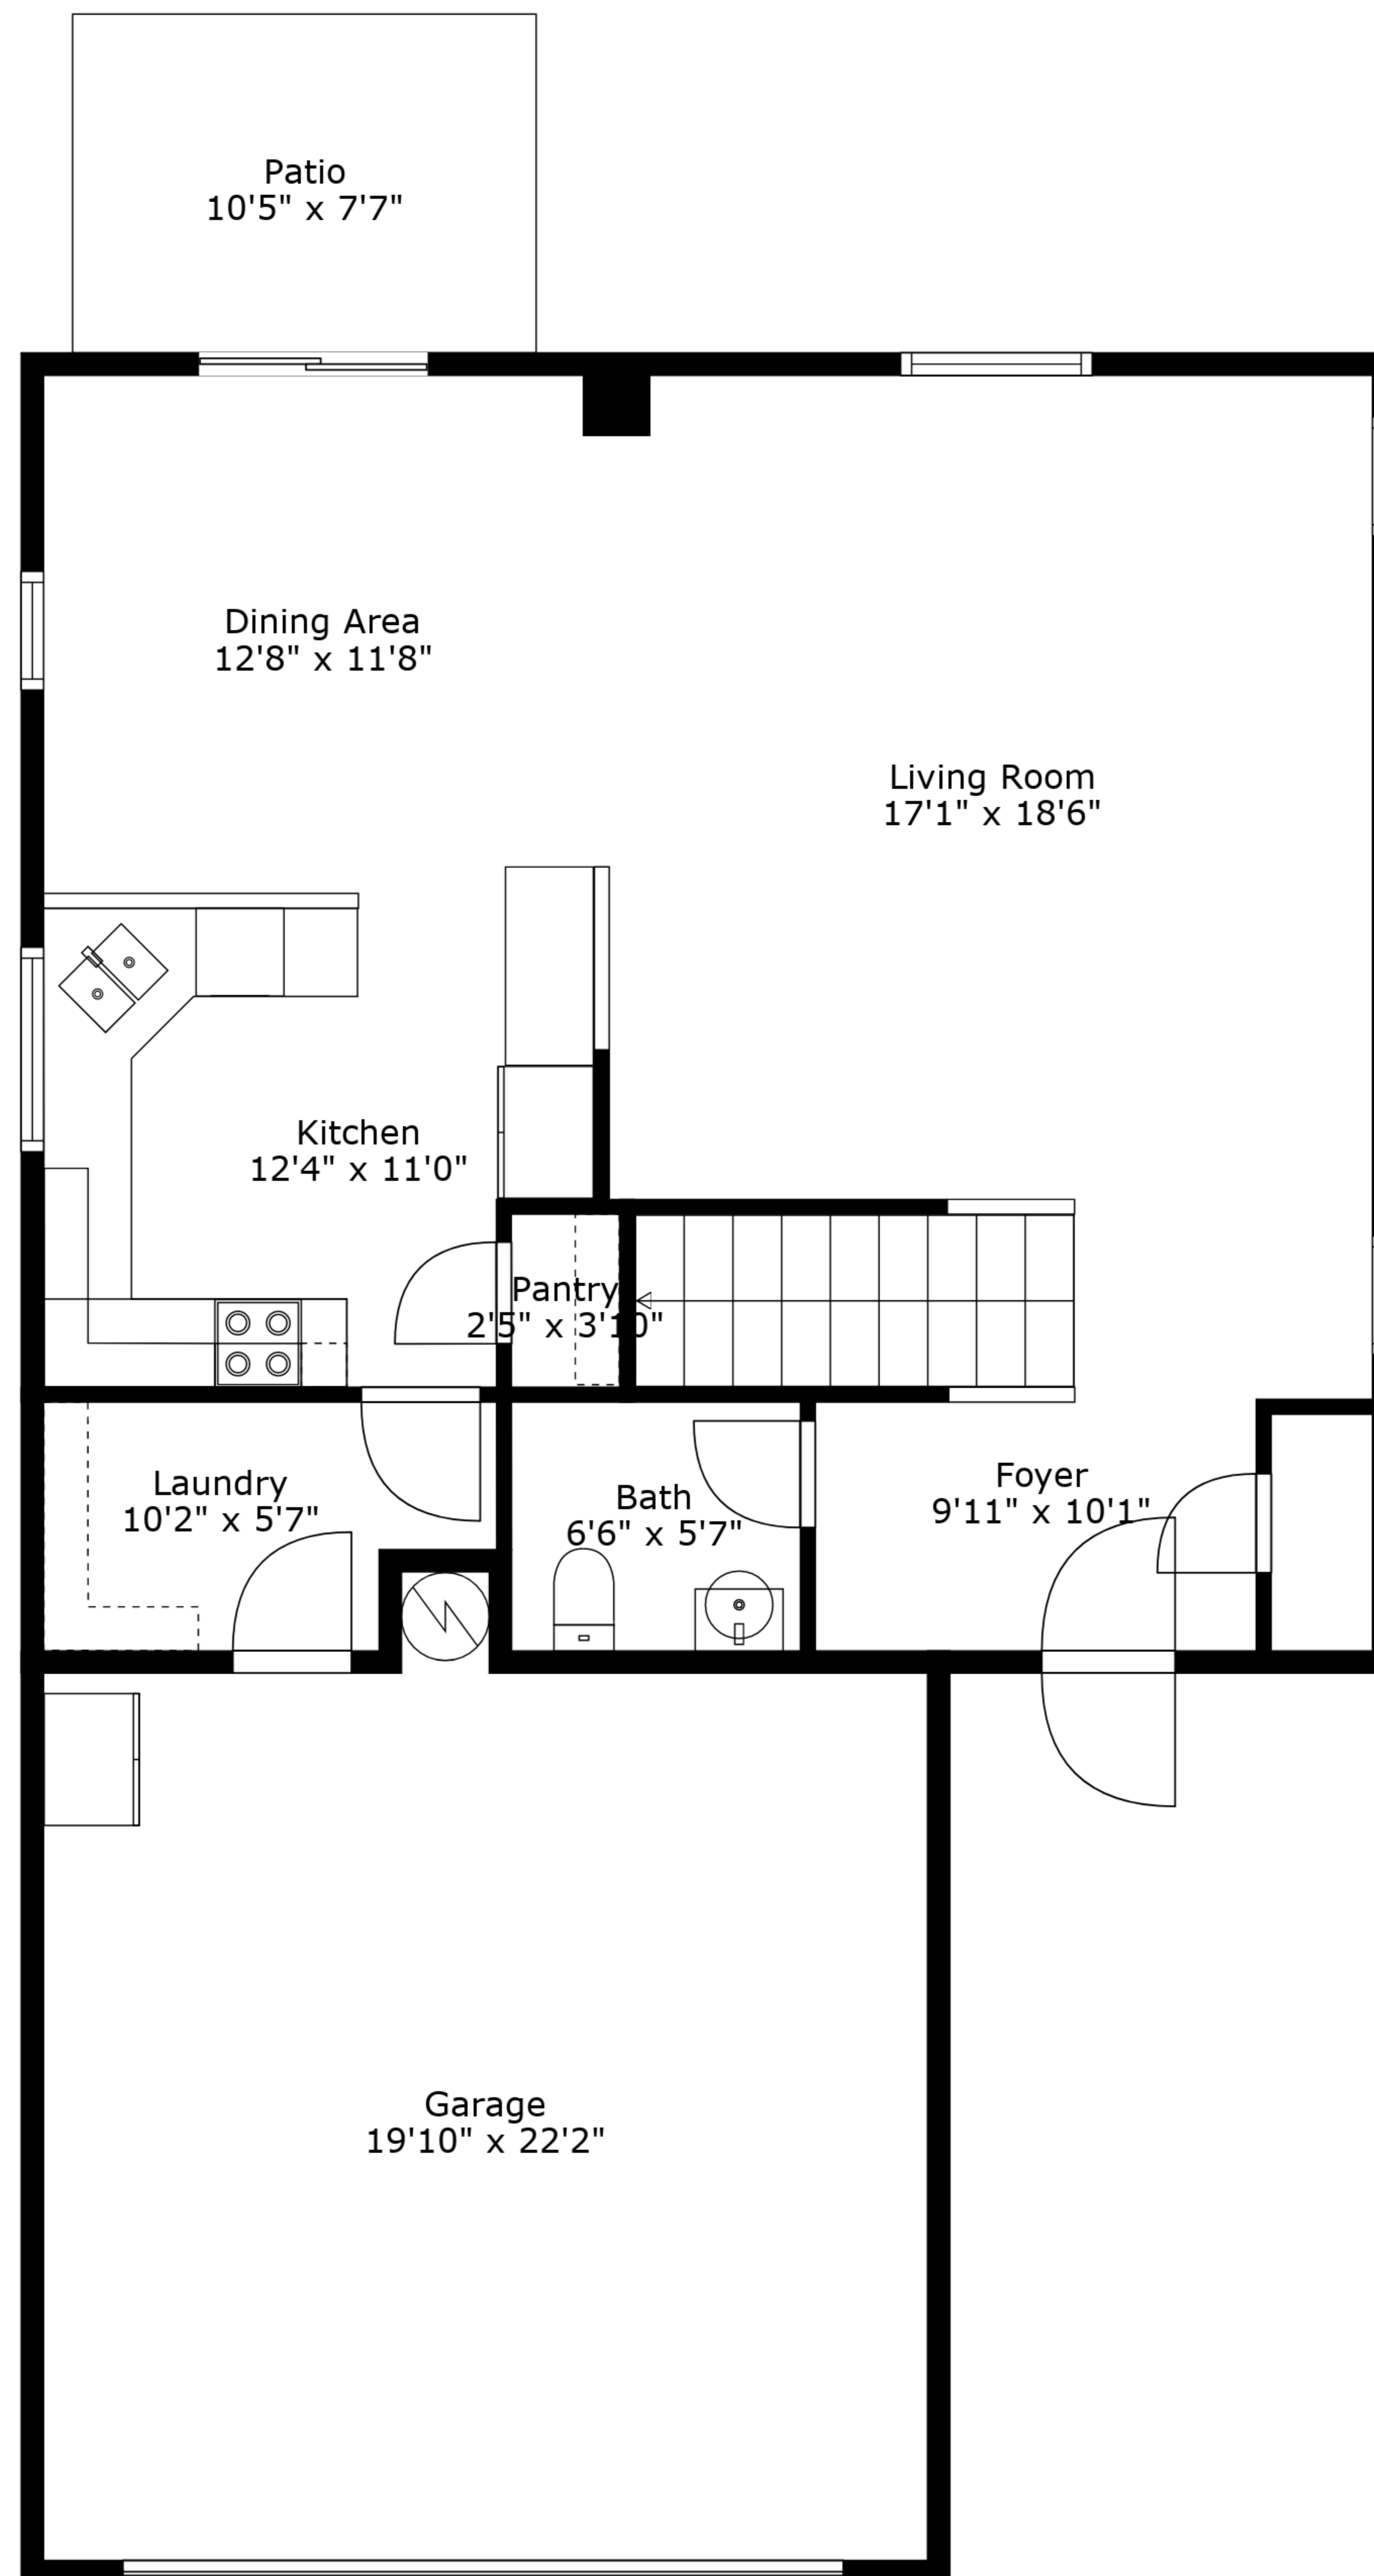 Patio
10'5" x 7'7"
Dining Area
12'8" x 11'8"
Living Room
17'1" x 18'6"
Kitchen
12'4" x 11'0"
Pantry
2'5" x 3'10"
Laundry
10'2" x 5'7"
Bath
6'6" x 5'7"
Foyer
9'11" x 10'1"
Garage
19'10" x 22'2"